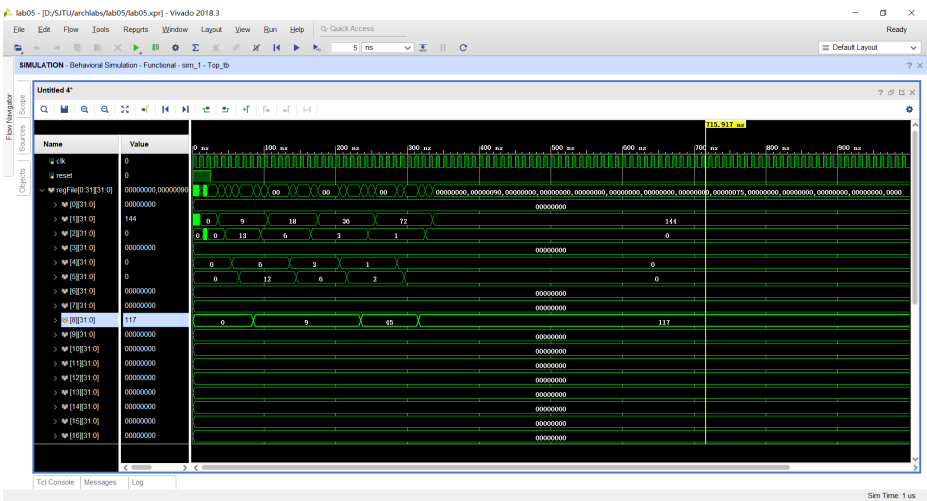 lab05 - [D:/SJTU/archlabs/lab05/lab05.xpr] - Vivado 2018.3
File Edit Flow Tools Reports Window Layout View Run Help Quick Access Ready
5 ns Default Layout
SIMULATION - Behavioral Simulation - Functional - sim_1 - Top_tb
Flow Navigator
Scope
Sources
Objects
Untitled 4*
715.917 ns
Name Value 0 ns 100 ns 200 ns 300 ns 400 ns 500 ns 600 ns 700 ns 800 ns 900 ns
clk 0
reset 0
regFile[0:31][31:0] 00000000,00000090 00 00 00 00000000,00000090,00000000,00000000,00000000,00000000,00000000,00000000,00000075,00000000,00000000,00000000,00000000,00000000,0000
[0][31:0] 00000000 00000000
[1][31:0] 144 0 9 18 36 72 144
[2][31:0] 0 0 0 13 6 3 1 0
[3][31:0] 00000000 00000000
[4][31:0] 0 0 6 3 1 0
[5][31:0] 0 0 12 6 2 0
[6][31:0] 00000000 00000000
[7][31:0] 00000000 00000000
[8][31:0] 117 0 9 45 117
[9][31:0] 00000000 00000000
[10][31:0] 00000000 00000000
[11][31:0] 00000000 00000000
[12][31:0] 00000000 00000000
[13][31:0] 00000000 00000000
[14][31:0] 00000000 00000000
[15][31:0] 00000000 00000000
[16][31:0] 00000000 00000000
Tcl Console Messages Log
Sim Time: 1 us